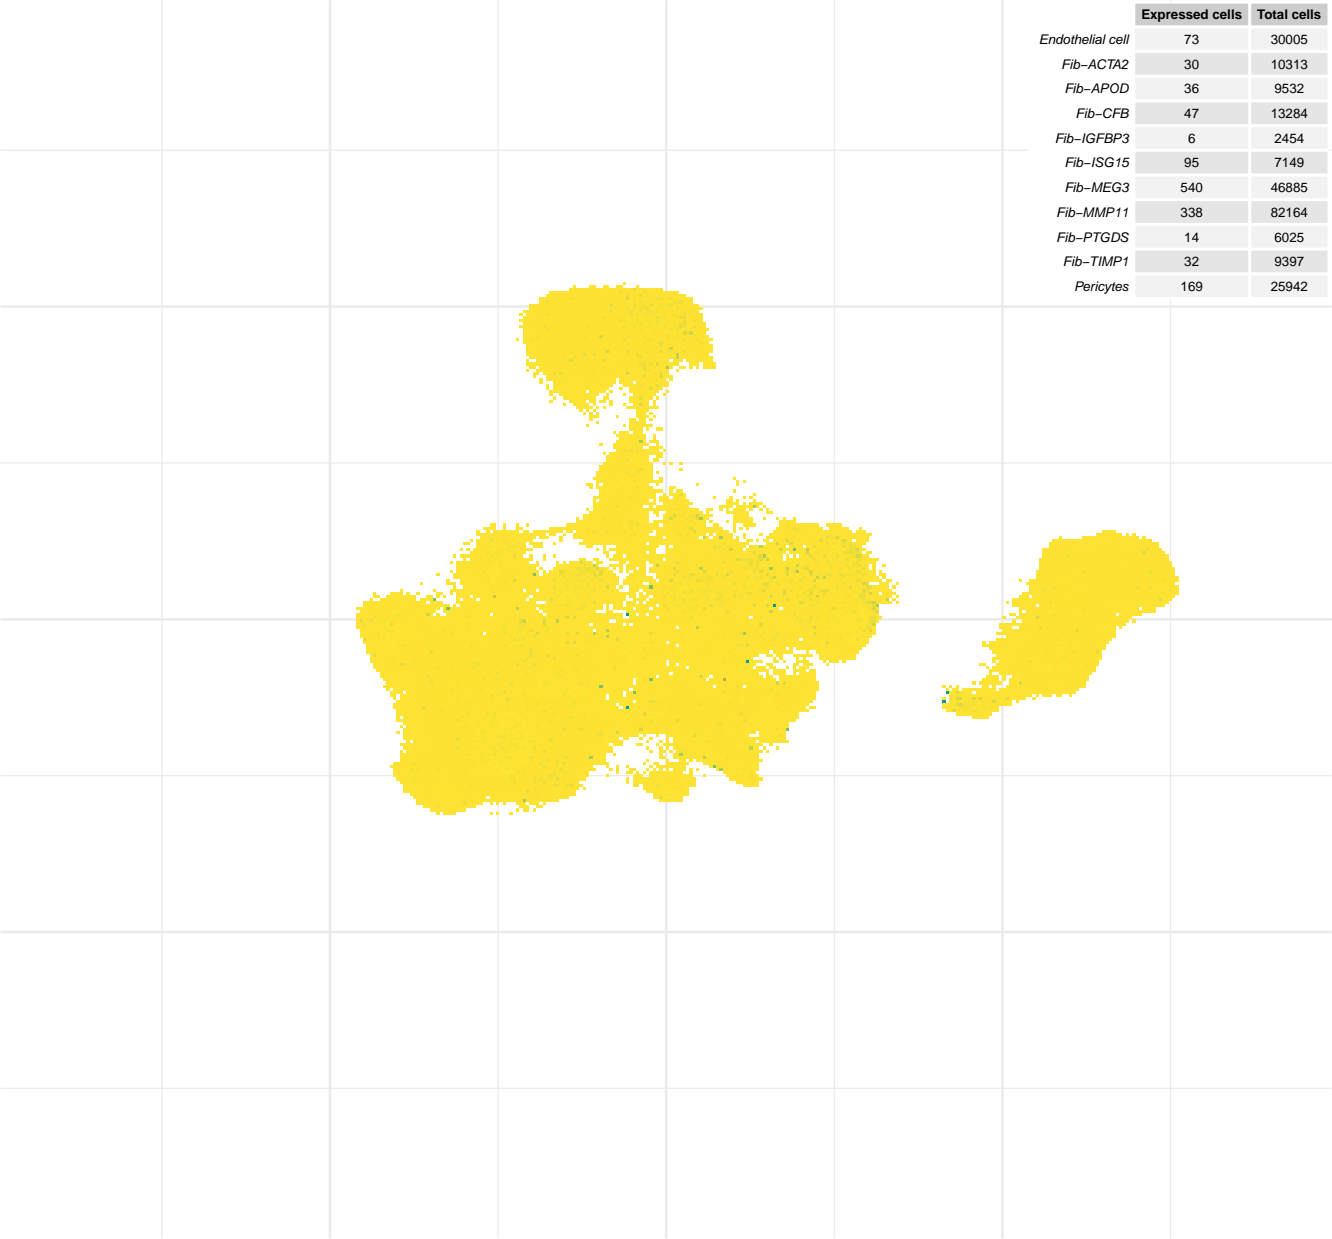 Expressed cells Total cells
Endothelial cell 73 30005
Fib−ACTA2 30 10313
Fib−APOD 36 9532
Fib−CFB 47 13284
Fib−IGFBP3 6 2454
Fib−ISG15 95 7149
Fib−MEG3 540 46885
Fib−MMP11 338 82164
Fib−PTGDS 14 6025
Fib−TIMP1 32 9397
Pericytes 169 25942